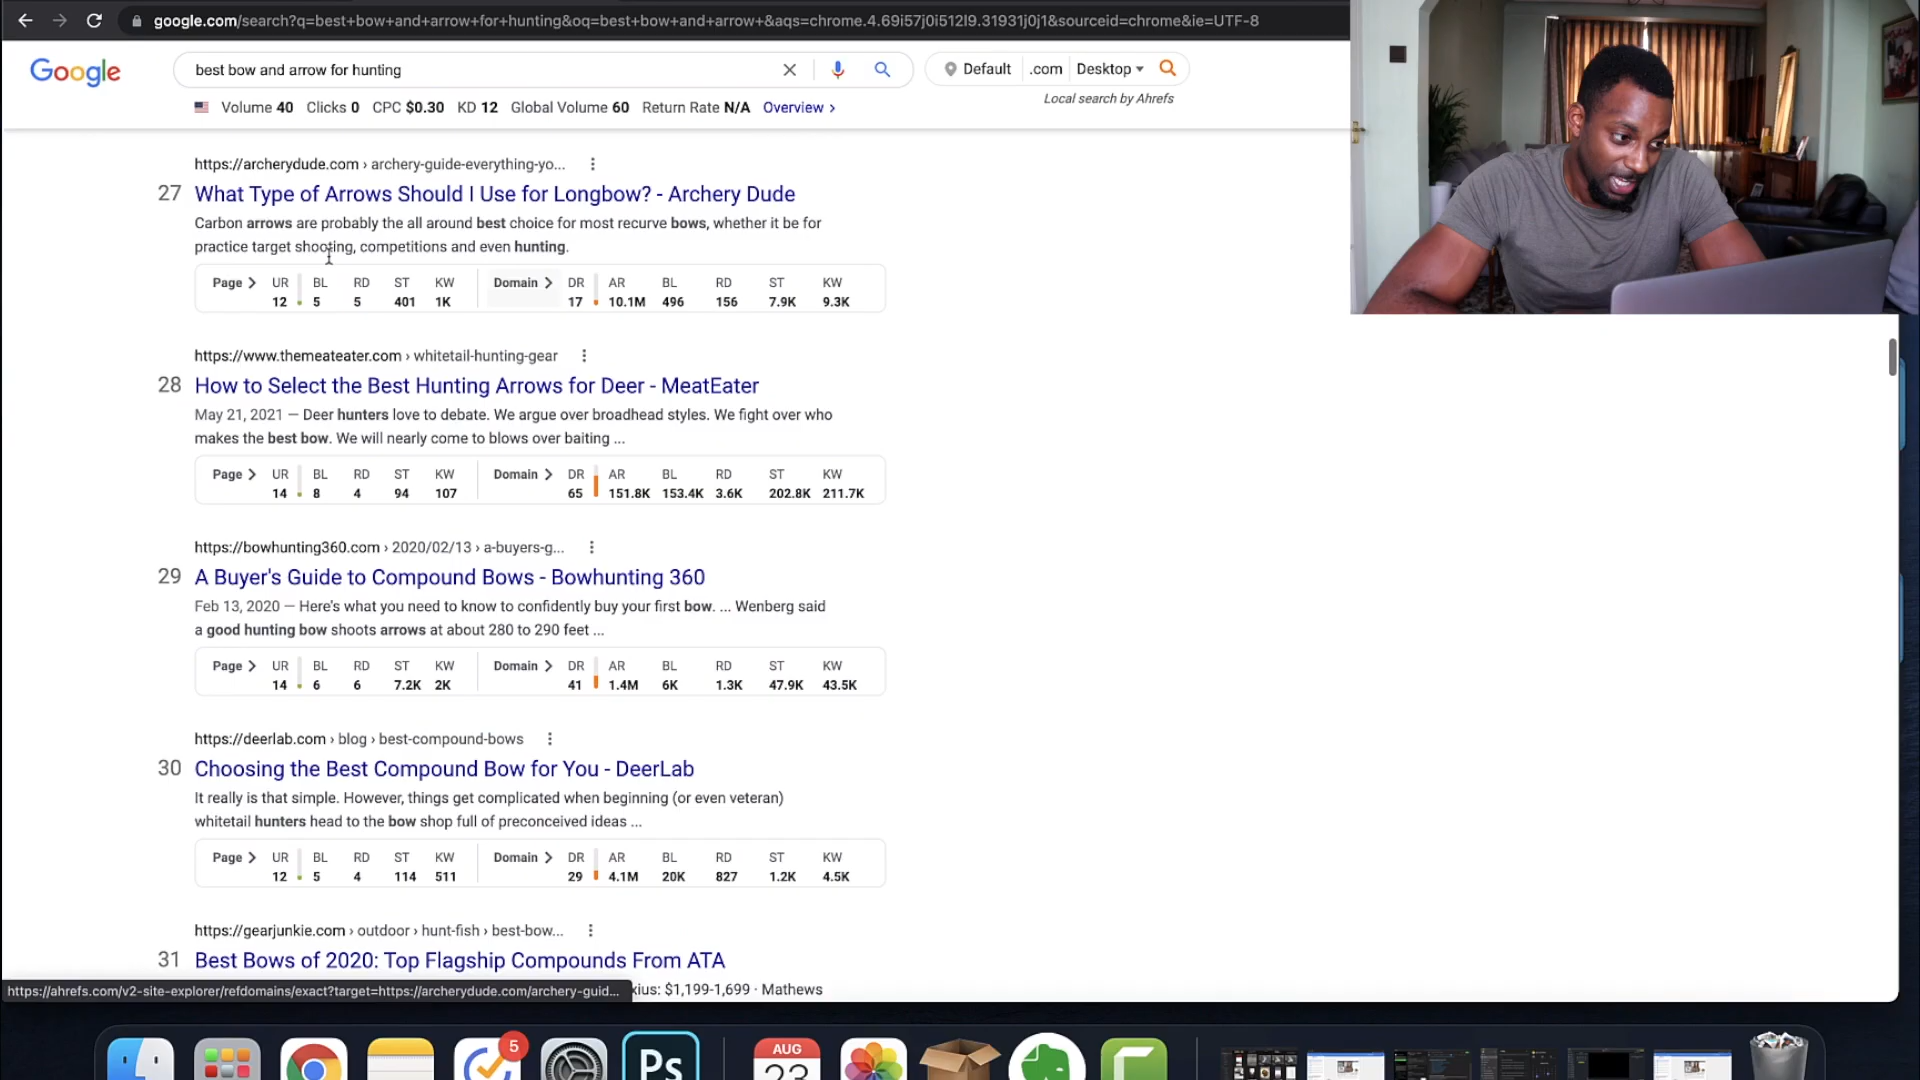 google.com/search?q=best+bow+and+arrow+for+hunting&oq=best+bow+and+arrow+&aqs=chrome.4.69i57j0i512l9.31931j0j1&sourceid=chrome&ie=UTF-8
Google
best bow and arrow for hunting
Default .com Desktop
Local search by Ahrefs
Volume 40 Clicks 0 CPC $0.30 KD 12 Global Volume 60 Return Rate N/A Overview ›
https://archerydude.com › archery-guide-everything-yo...
27 What Type of Arrows Should I Use for Longbow? - Archery Dude
Carbon arrows are probably the all around best choice for most recurve bows, whether it be for
practice target shooting, competitions and even hunting.
Page > UR BL RD ST KW Domain > DR AR BL RD ST KW
12 5 5 401 1K 17 10.1M 496 156 7.9K 9.3K
https://www.themeateater.com › whitetail-hunting-gear
28 How to Select the Best Hunting Arrows for Deer - MeatEater
May 21, 2021 — Deer hunters love to debate. We argue over broadhead styles. We fight over who
makes the best bow. We will nearly come to blows over baiting ...
Page > UR BL RD ST KW Domain > DR AR BL RD ST KW
14 8 4 94 107 65 151.8K 153.4K 3.6K 202.8K 211.7K
https://bowhunting360.com › 2020/02/13 › a-buyers-g...
29 A Buyer's Guide to Compound Bows - Bowhunting 360
Feb 13, 2020 — Here's what you need to know to confidently buy your first bow. ... Wenberg said
a good hunting bow shoots arrows at about 280 to 290 feet ...
Page > UR BL RD ST KW Domain > DR AR BL RD ST KW
14 6 6 7.2K 2K 41 1.4M 6K 1.3K 47.9K 43.5K
https://deerlab.com › blog › best-compound-bows
30 Choosing the Best Compound Bow for You - DeerLab
It really is that simple. However, things get complicated when beginning (or even veteran)
whitetail hunters head to the bow shop full of preconceived ideas ...
Page > UR BL RD ST KW Domain > DR AR BL RD ST KW
12 5 4 114 511 29 4.1M 20K 827 1.2K 4.5K
https://gearjunkie.com › outdoor › hunt-fish › best-bow...
31 Best Bows of 2020: Top Flagship Compounds From ATA
https://ahrefs.com/v2-site-explorer/refdomains/exact?target=https://archerydude.com/archery-guid... xius: $1,199-1,699 · Mathews
5
Ps
AUG
23